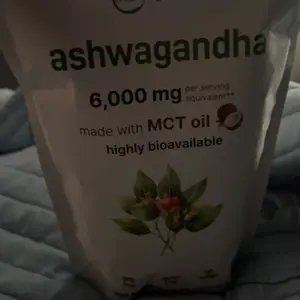 ashwagandha
6,000 mg per serving
equivalent**
made with MCT oil
highly bioavailable